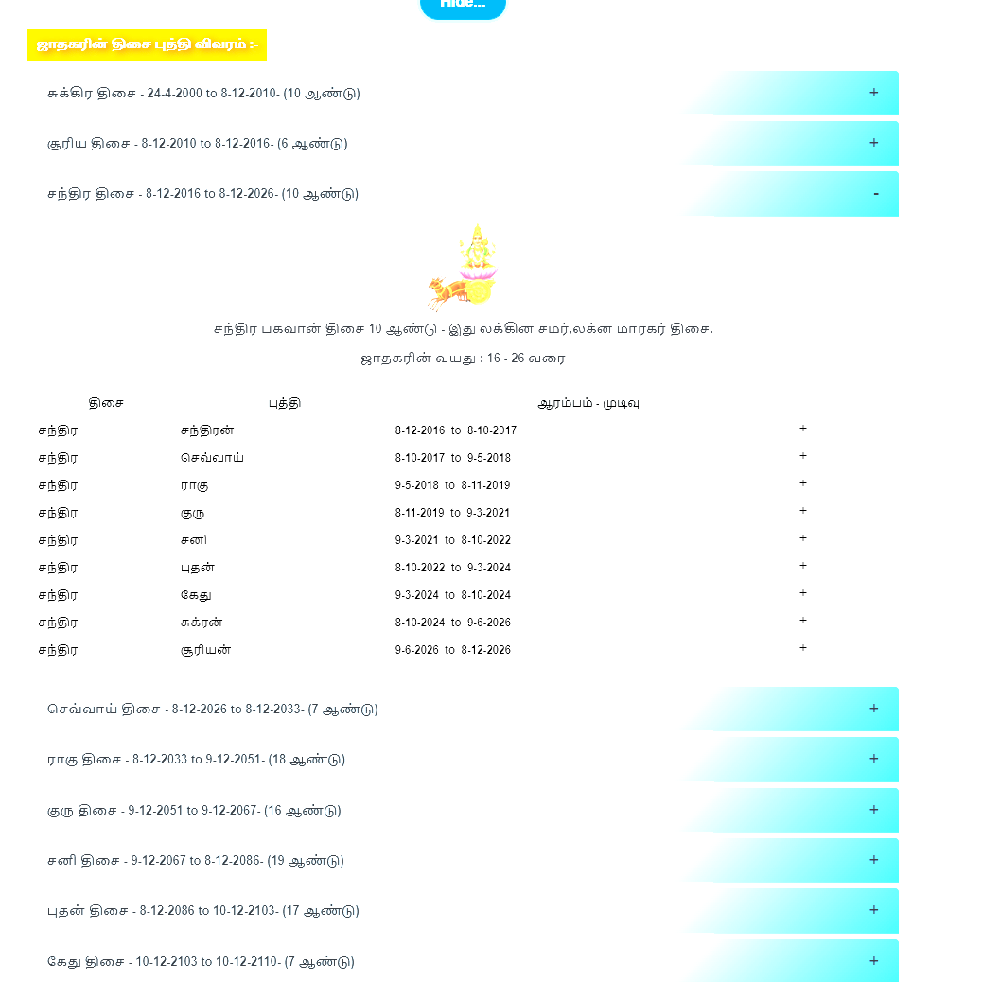 Hide...
ஜாதகரின் திசை புத்தி விவரம் :-
சுக்கிர திசை - 24-4-2000 to 8-12-2010- (10 ஆண்டு) +
சூரிய திசை - 8-12-2010 to 8-12-2016- (6 ஆண்டு) +
சந்திர திசை - 8-12-2016 to 8-12-2026- (10 ஆண்டு) -
சந்திர பகவான் திசை 10 ஆண்டு - இது லக்கின சமர்,லக்ன மாரகர் திசை.
ஜாதகரின் வயது : 16 - 26 வரை
திசை புத்தி ஆரம்பம் - முடிவு
சந்திர சந்திரன் 8-12-2016 to 8-10-2017 +
சந்திர செவ்வாய் 8-10-2017 to 9-5-2018 +
சந்திர ராகு 9-5-2018 to 8-11-2019 +
சந்திர குரு 8-11-2019 to 9-3-2021 +
சந்திர சனி 9-3-2021 to 8-10-2022 +
சந்திர புதன் 8-10-2022 to 9-3-2024 +
சந்திர கேது 9-3-2024 to 8-10-2024 +
சந்திர சுக்ரன் 8-10-2024 to 9-6-2026 +
சந்திர சூரியன் 9-6-2026 to 8-12-2026 +
செவ்வாய் திசை - 8-12-2026 to 8-12-2033- (7 ஆண்டு) +
ராகு திசை - 8-12-2033 to 9-12-2051- (18 ஆண்டு) +
குரு திசை - 9-12-2051 to 9-12-2067- (16 ஆண்டு) +
சனி திசை - 9-12-2067 to 8-12-2086- (19 ஆண்டு) +
புதன் திசை - 8-12-2086 to 10-12-2103- (17 ஆண்டு) +
கேது திசை - 10-12-2103 to 10-12-2110- (7 ஆண்டு) +